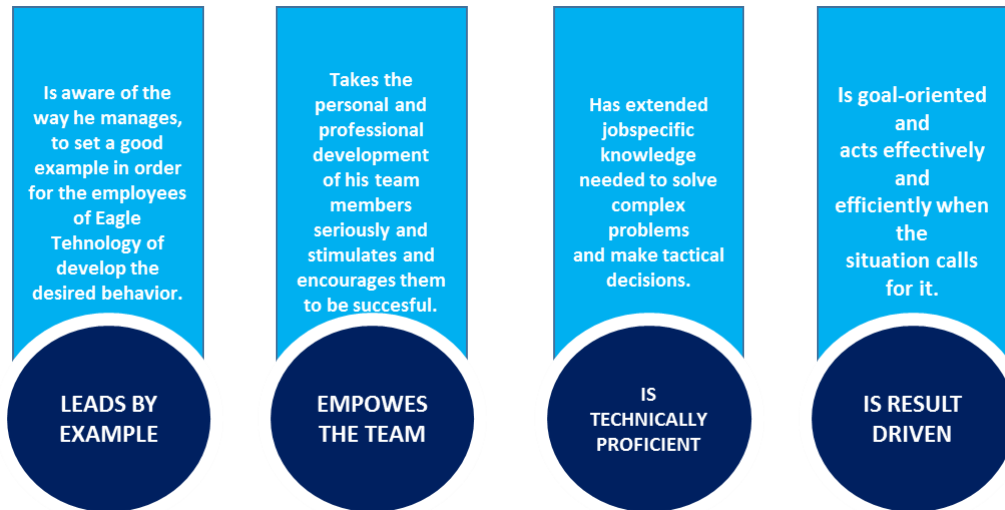 Is aware of the
way he manages,
to set a good
example in order
for the employees
of Eagle
Tehnology of
develop the
desired behavior.
LEADS BY
EXAMPLE
Takes the
personal and
professional
development
of his team
members
seriously and
stimulates and
encourages them
to be succesful.
EMPOWES
THE TEAM
Has extended
jobspecific
knowledge
needed to solve
complex
problems
and make tactical
decisions.
IS
TECHNICALLY
PROFICIENT
Is goal-oriented
and
acts effectively
and
efficiently when
the
situation calls
for it.
IS RESULT
DRIVEN